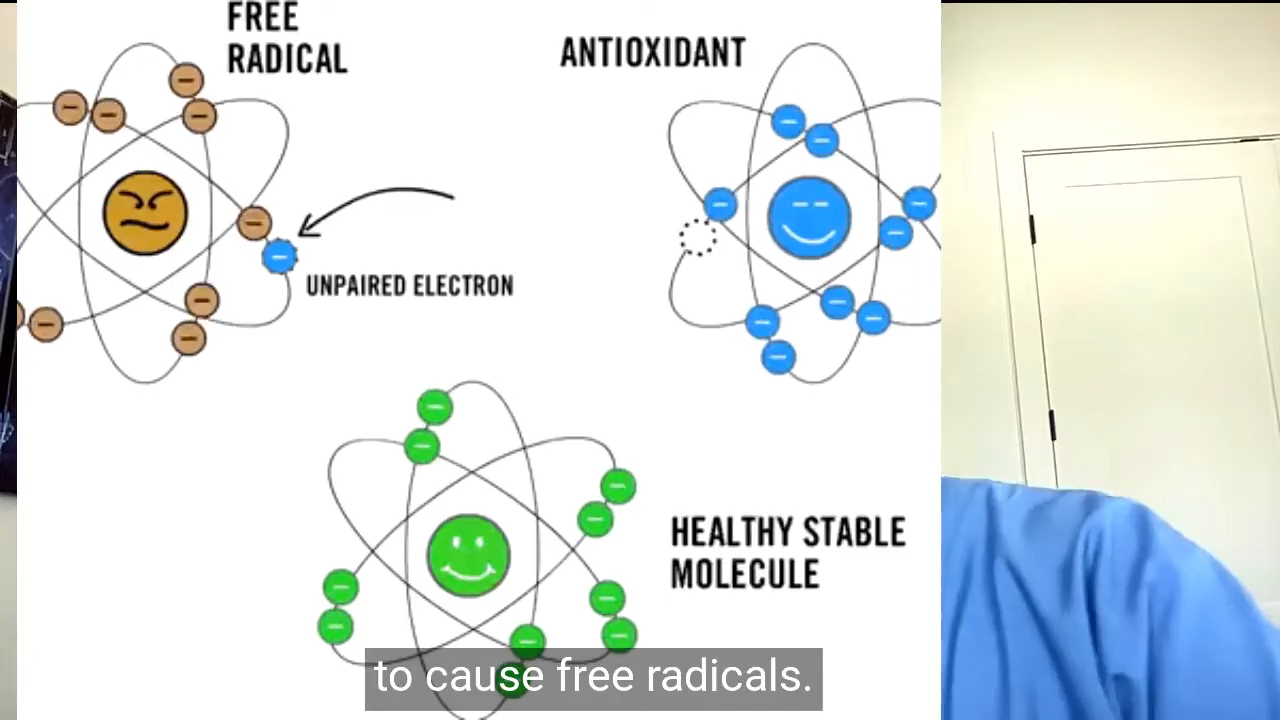 FREE
RADICAL
ANTIOXIDANT
UNPAIRED ELECTRON
HEALTHY STABLE
MOLECULE
to cause free radicals.